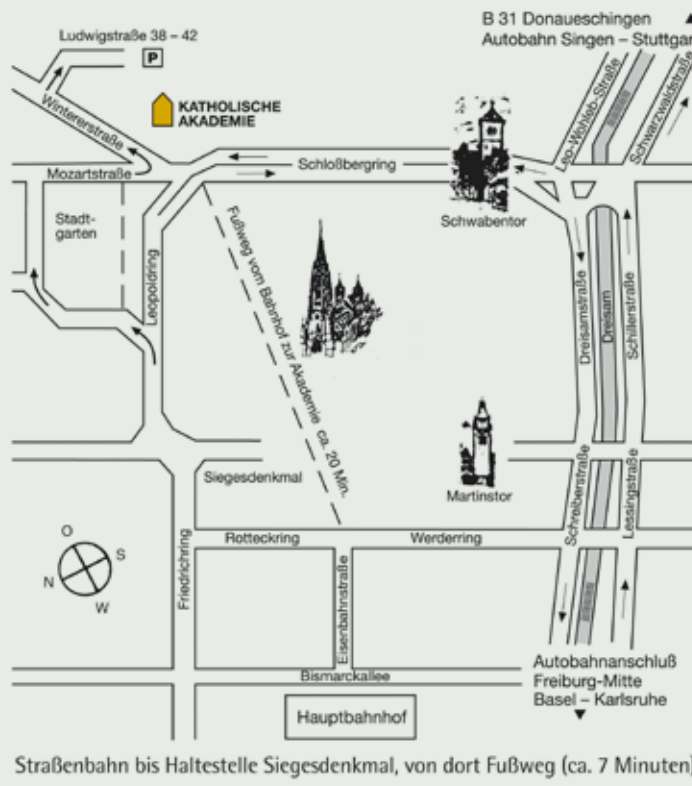 B 31 Donaueschingen
Autobahn Singen – Stuttgar
Ludwigstraße 38 – 42
P
KATHOLISCHE
AKADEMIE
Wintererstraße
Mozartstraße
Schloßbergring
Leo-Wohleb-Straße
Schwarzwaldstraße
Schwabentor
Stadt-
garten
Leopoldring
Fußweg vom Bahnhof zur Akademie ca. 20 Min.
Dreisamstraße
Dreisam
Schillerstraße
Siegesdenkmal
Martinstor
Schreiberstraße
Lessingstraße
O
S
N
W
Friedrichring
Rotteckring
Werderring
Eisenbahnstraße
Bismarckallee
Hauptbahnhof
Autobahnanschluß
Freiburg-Mitte
Basel – Karlsruhe
Straßenbahn bis Haltestelle Siegesdenkmal, von dort Fußweg (ca. 7 Minuten)